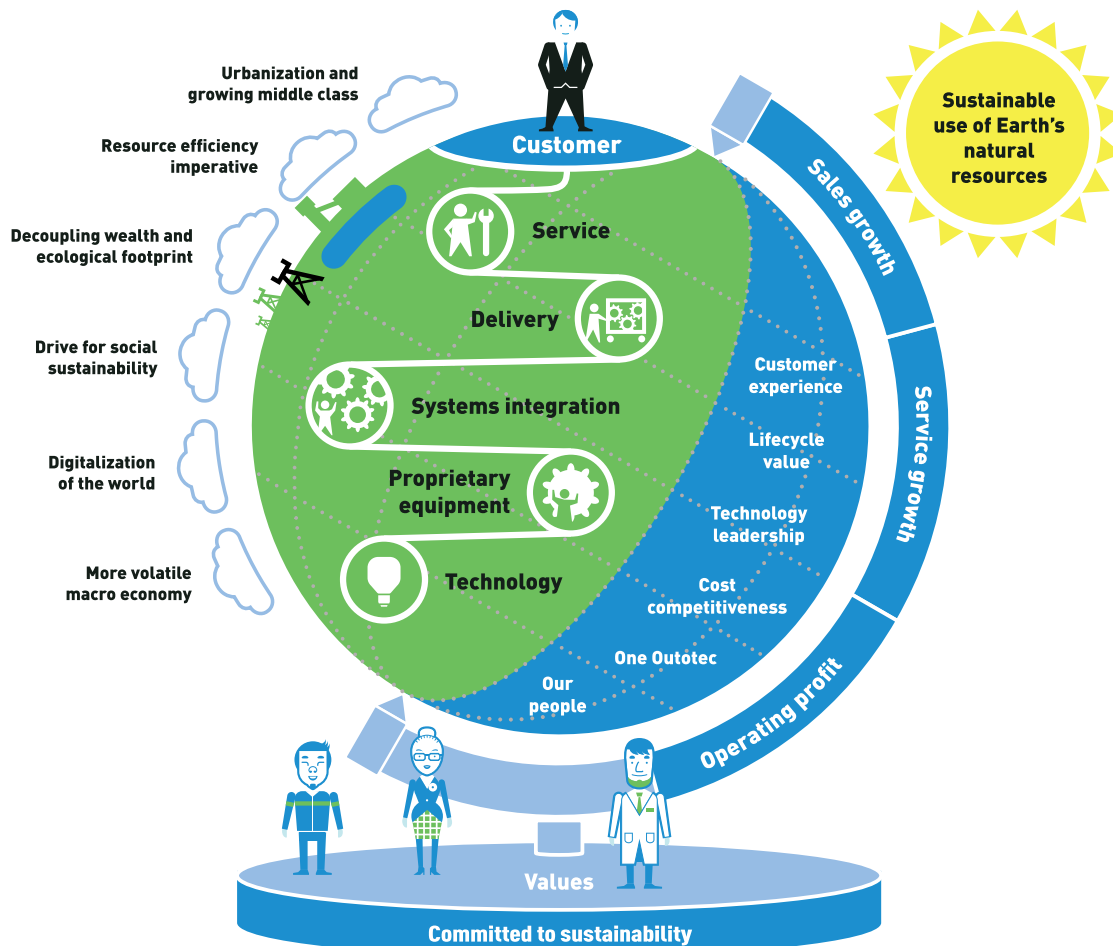 Urbanization and
growing middle class
Resource efficiency
imperative
Decoupling wealth and
ecological footprint
Drive for social
sustainability
Digitalization
of the world
More volatile
macro economy
Customer
Service
Delivery
Systems integration
Proprietary
equipment
Technology
Customer
experience
Lifecycle
value
Technology
leadership
Cost
competitiveness
One Outotec
Our
people
Sales growth
Service growth
Operating profit
Sustainable
use of Earth's
natural
resources
Values
Committed to sustainability